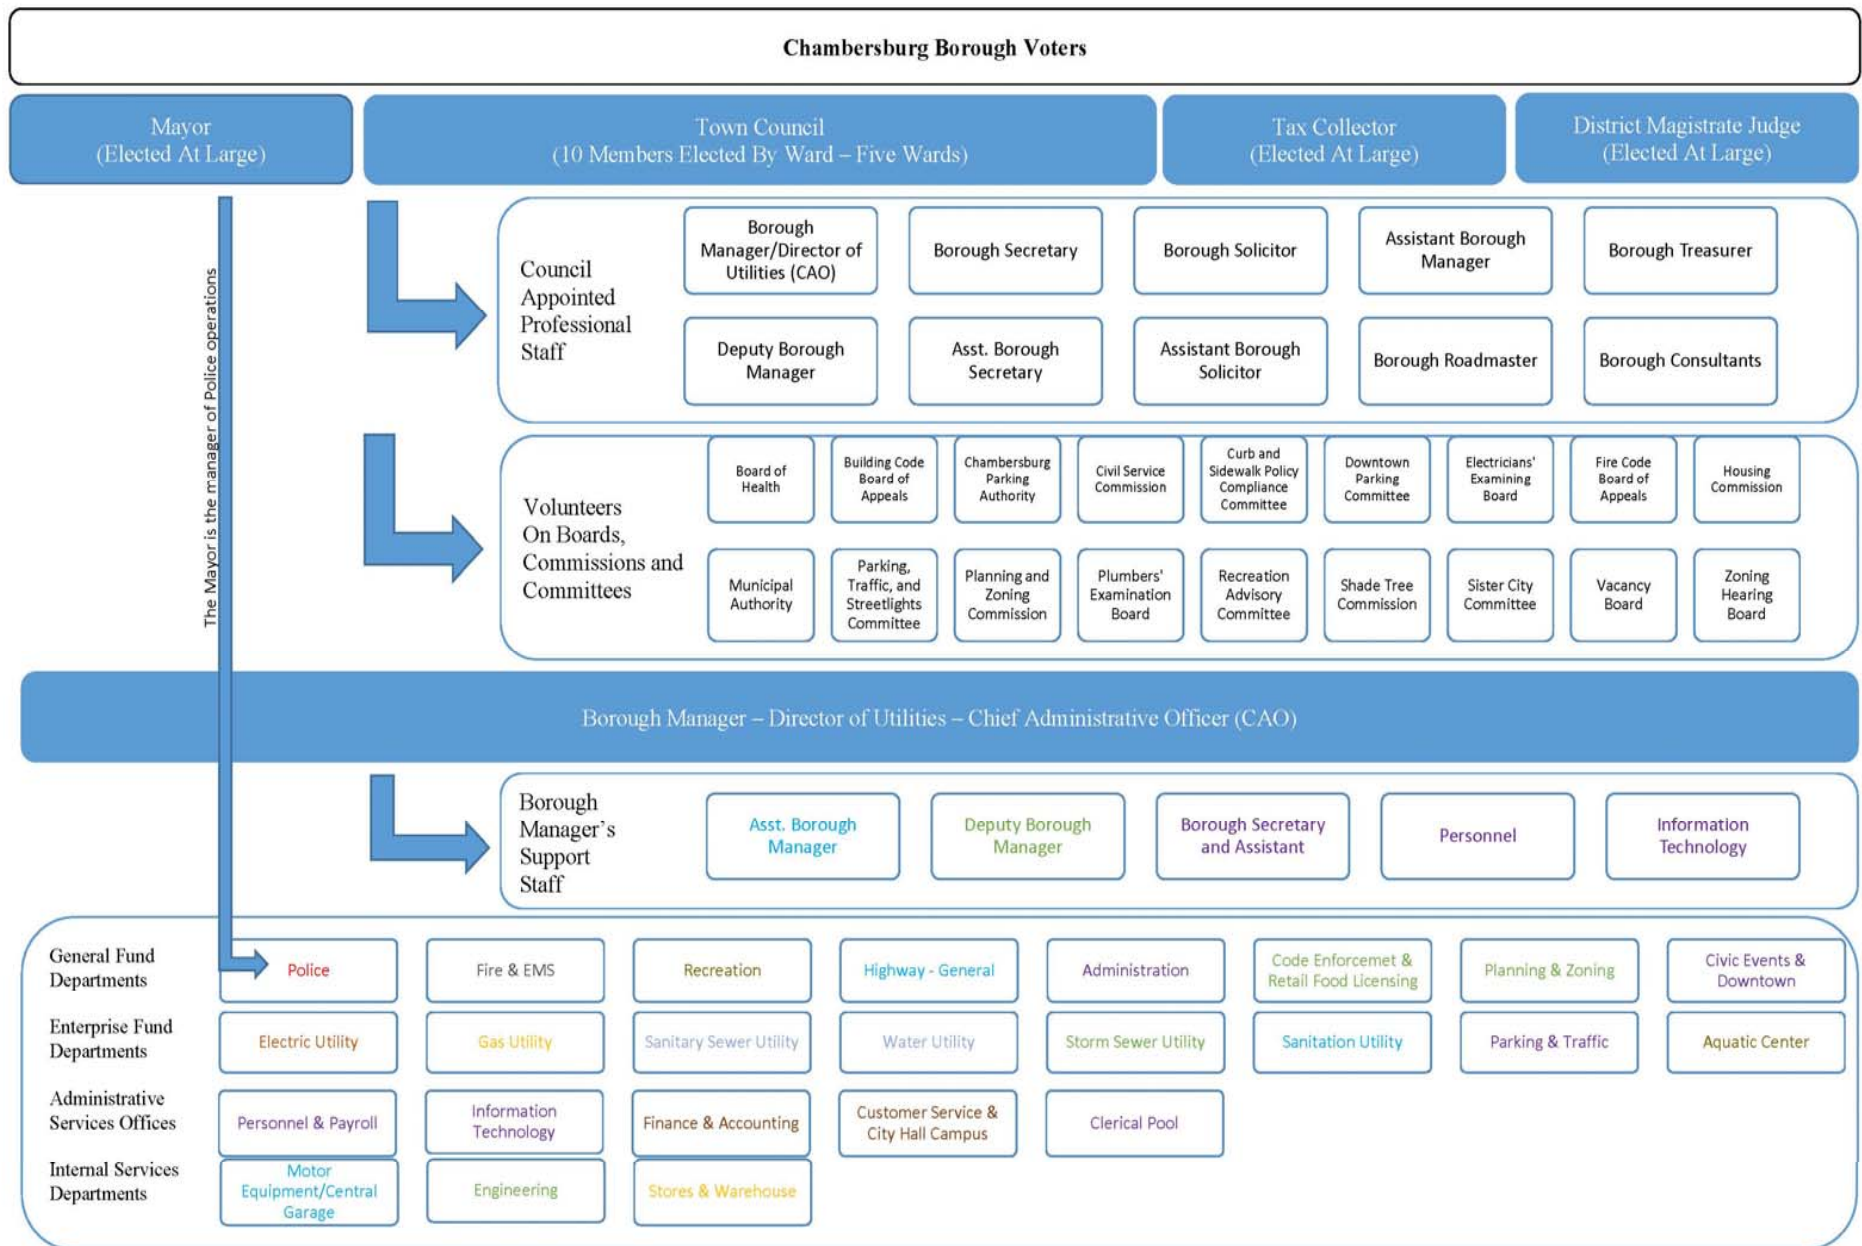 Chambersburg Borough Voters
Mayor
(Elected At Large)
Town Council
(10 Members Elected By Ward – Five Wards)
Tax Collector
(Elected At Large)
District Magistrate Judge
(Elected At Large)
The Mayor is the manager of Police operations
Council
Appointed
Professional
Staff
Borough
Manager/Director of
Utilities (CAO)
Borough Secretary
Borough Solicitor
Assistant Borough
Manager
Borough Treasurer
Deputy Borough
Manager
Asst. Borough
Secretary
Assistant Borough
Solicitor
Borough Roadmaster
Borough Consultants
Volunteers
On Boards,
Commissions and
Committees
Board of
Health
Building Code
Board of
Appeals
Chambersburg
Parking
Authority
Civil Service
Commission
Curb and
Sidewalk Policy
Compliance
Committee
Downtown
Parking
Committee
Electricians'
Examining
Board
Fire Code
Board of
Appeals
Housing
Commission
Municipal
Authority
Parking,
Traffic, and
Streetlights
Committee
Planning and
Zoning
Commission
Plumbers'
Examination
Board
Recreation
Advisory
Committee
Shade Tree
Commission
Sister City
Committee
Vacancy
Board
Zoning
Hearing
Board
Borough Manager – Director of Utilities – Chief Administrative Officer (CAO)
Borough
Manager's
Support
Staff
Asst. Borough
Manager
Deputy Borough
Manager
Borough Secretary
and Assistant
Personnel
Information
Technology
General Fund
Departments
Police
Fire & EMS
Recreation
Highway - General
Administration
Code Enforcemet &
Retail Food Licensing
Planning & Zoning
Civic Events &
Downtown
Enterprise Fund
Departments
Electric Utility
Gas Utility
Sanitary Sewer Utility
Water Utility
Storm Sewer Utility
Sanitation Utility
Parking & Traffic
Aquatic Center
Administrative
Services Offices
Personnel & Payroll
Information
Technology
Finance & Accounting
Customer Service &
City Hall Campus
Clerical Pool
Internal Services
Departments
Motor
Equipment/Central
Garage
Engineering
Stores & Warehouse